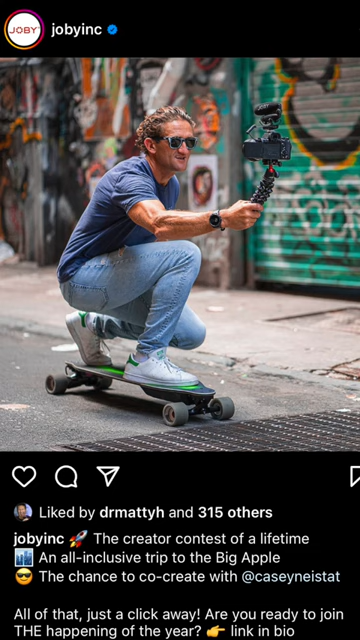 JOBY
jobyinc
Liked by drmattyh and 315 others
jobyinc 🚀 The creator contest of a lifetime
🏙️ An all-inclusive trip to the Big Apple
😎 The chance to co-create with @caseyneistat
All of that, just a click away! Are you ready to join
THE happening of the year? 👉 link in bio